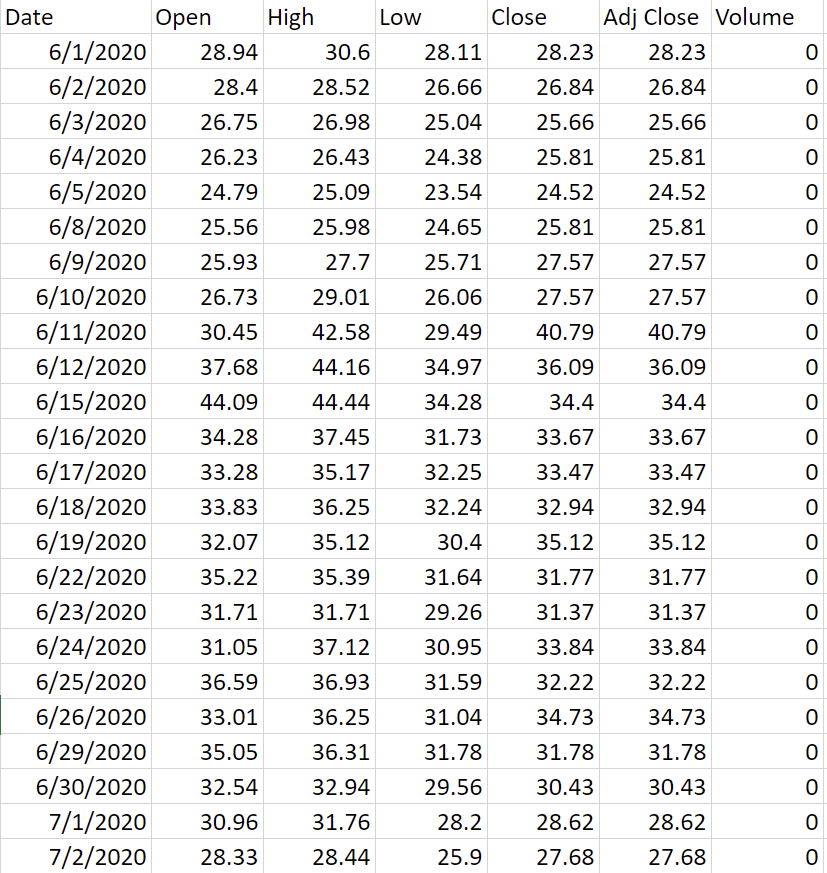 Date Open High Low Close Adj Close Volume
6/1/2020 28.94 30.6 28.11 28.23 28.23 0
6/2/2020 28.4 28.52 26.66 26.84 26.84 0
6/3/2020 26.75 26.98 25.04 25.66 25.66 0
6/4/2020 26.23 26.43 24.38 25.81 25.81 0
6/5/2020 24.79 25.09 23.54 24.52 24.52 0
6/8/2020 25.56 25.98 24.65 25.81 25.81 0
6/9/2020 25.93 27.7 25.71 27.57 27.57 0
6/10/2020 26.73 29.01 26.06 27.57 27.57 0
6/11/2020 30.45 42.58 29.49 40.79 40.79 0
6/12/2020 37.68 44.16 34.97 36.09 36.09 0
6/15/2020 44.09 44.44 34.28 34.4 34.4 0
6/16/2020 34.28 37.45 31.73 33.67 33.67 0
6/17/2020 33.28 35.17 32.25 33.47 33.47 0
6/18/2020 33.83 36.25 32.24 32.94 32.94 0
6/19/2020 32.07 35.12 30.4 35.12 35.12 0
6/22/2020 35.22 35.39 31.64 31.77 31.77 0
6/23/2020 31.71 31.71 29.26 31.37 31.37 0
6/24/2020 31.05 37.12 30.95 33.84 33.84 0
6/25/2020 36.59 36.93 31.59 32.22 32.22 0
6/26/2020 33.01 36.25 31.04 34.73 34.73 0
6/29/2020 35.05 36.31 31.78 31.78 31.78 0
6/30/2020 32.54 32.94 29.56 30.43 30.43 0
7/1/2020 30.96 31.76 28.2 28.62 28.62 0
7/2/2020 28.33 28.44 25.9 27.68 27.68 0